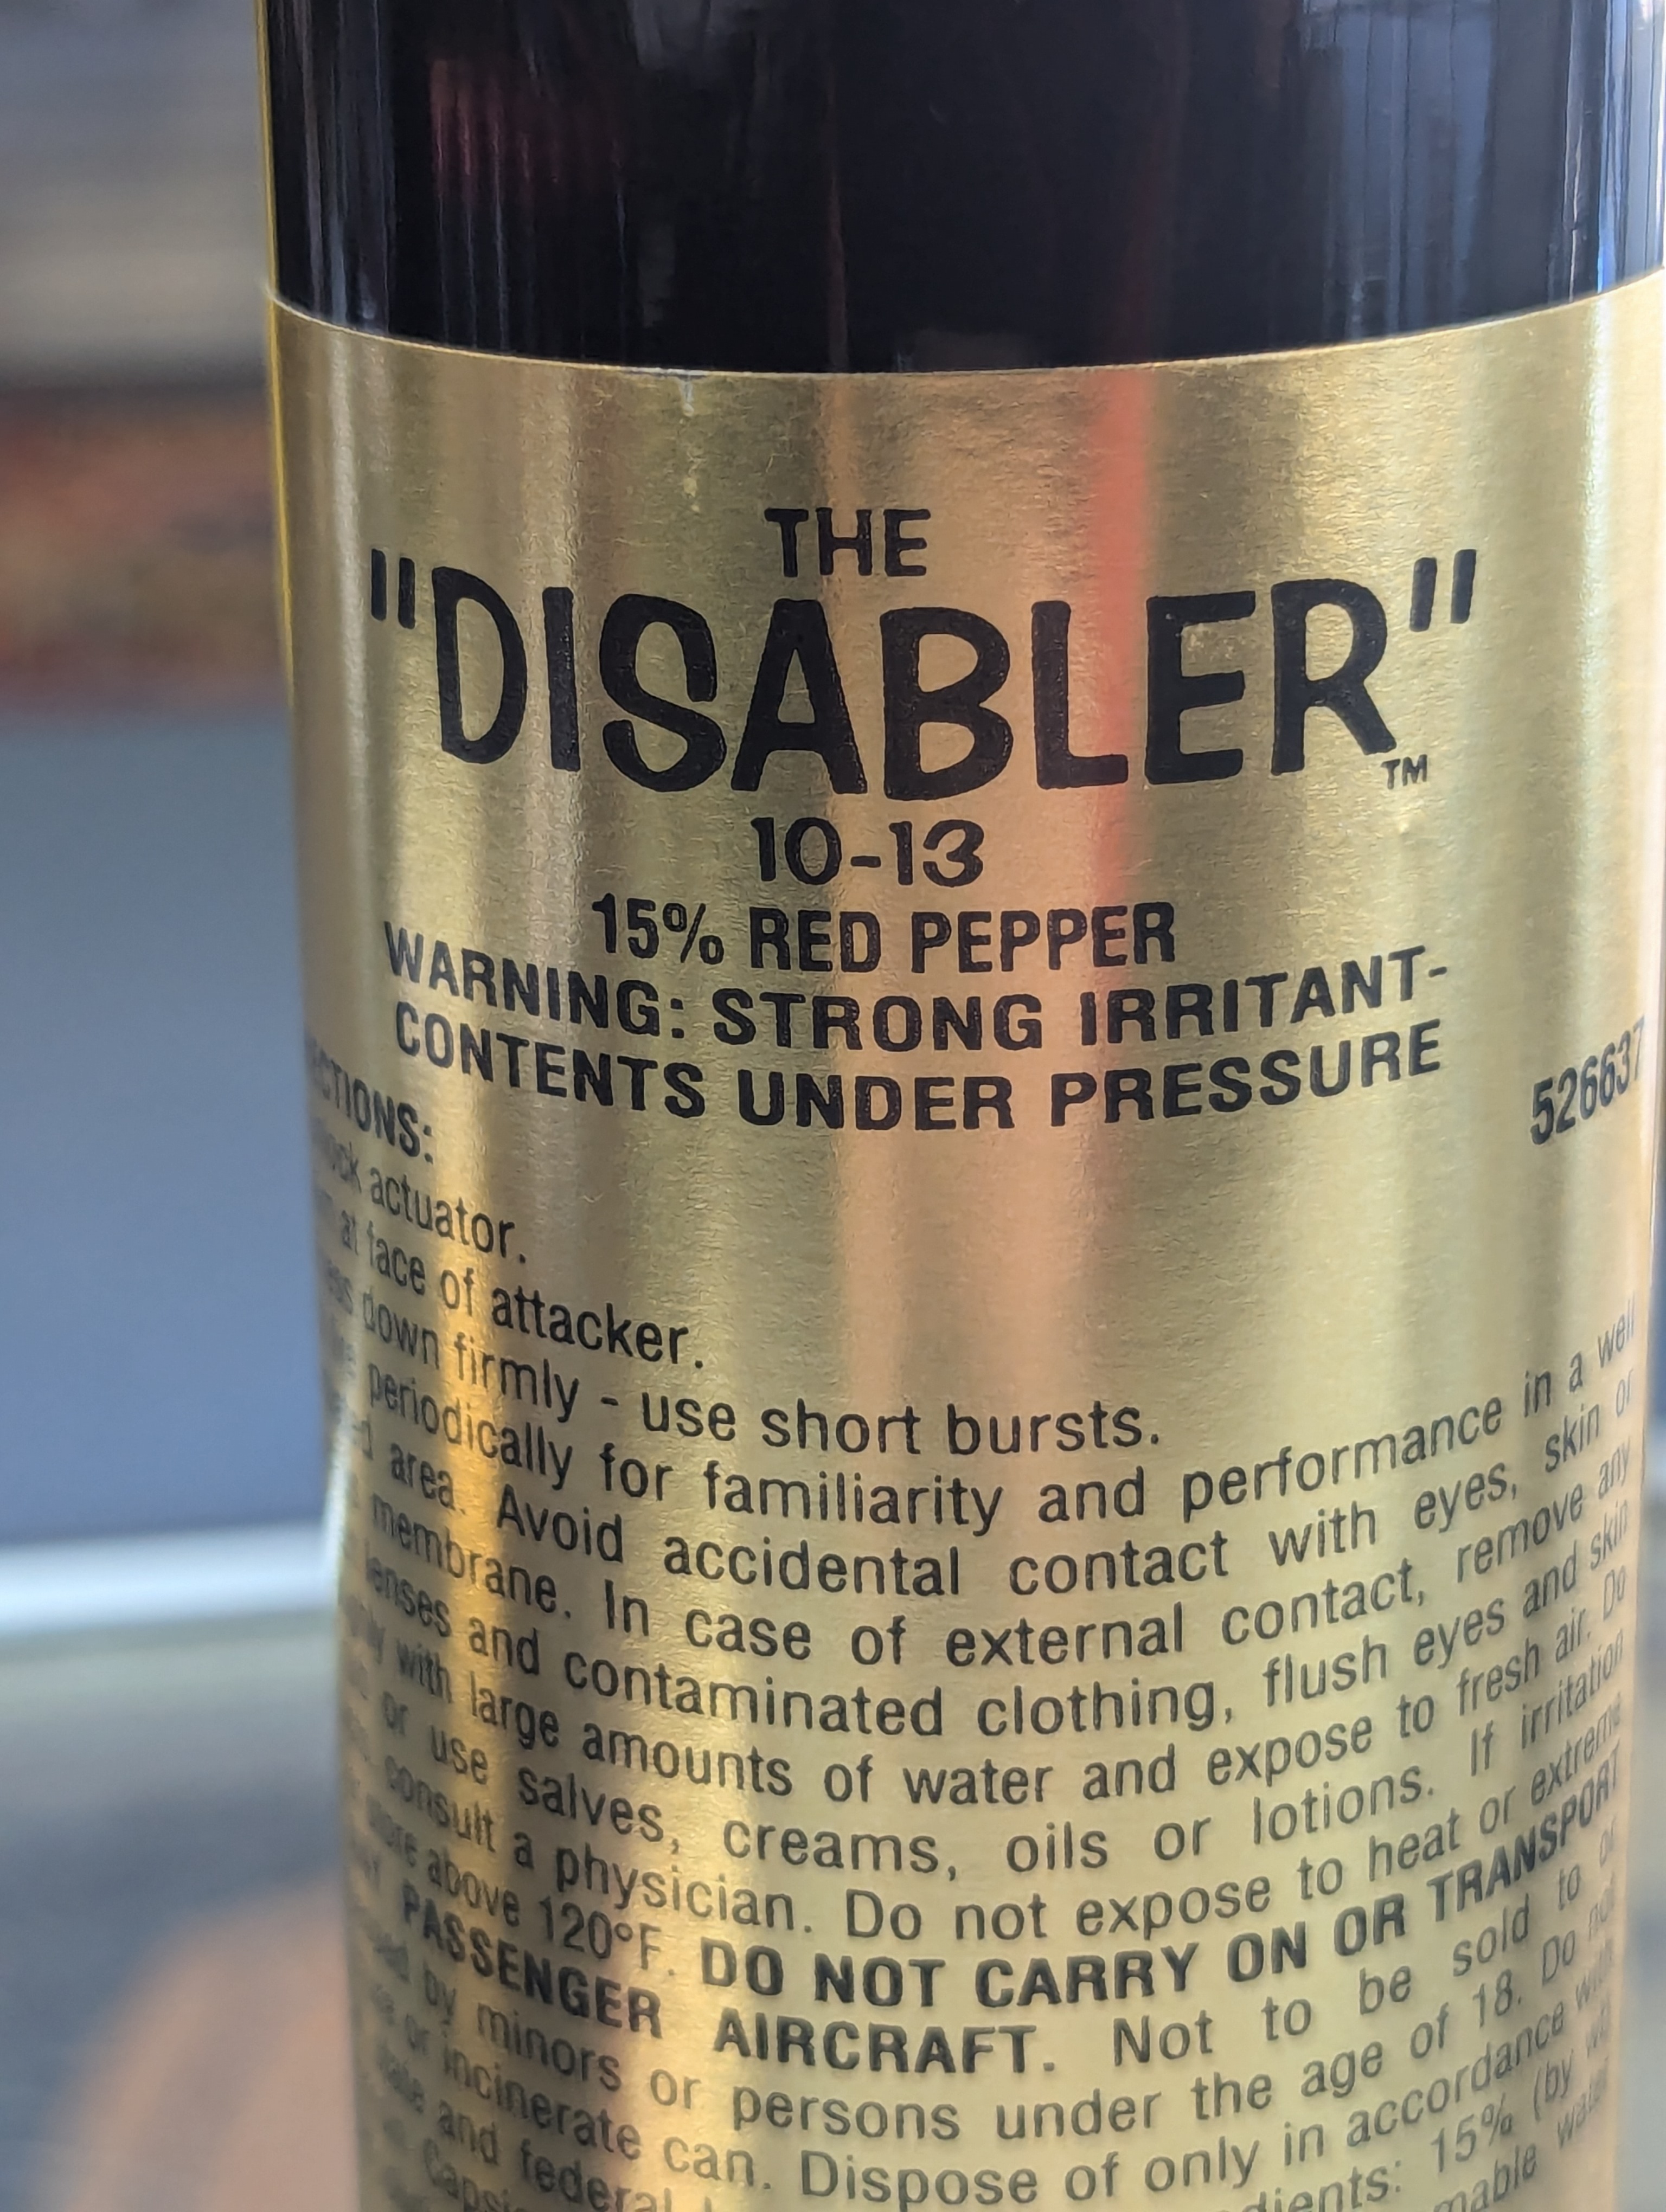 THE
"DISABLER"
TM
10-13
15% RED PEPPER
WARNING: STRONG IRRITANT-
CONTENTS UNDER PRESSURE
526637
actuator.
at face of attacker.
down firmly - use short bursts.
periodically for familiarity and performance in a well
area. Avoid accidental contact with eyes, skin or
membrane. In case of external contact, remove any
lenses and contaminated clothing, flush eyes and skin
with large amounts of water and expose to fresh air. Do
or use salves, creams, oils or lotions. If irritation
consult a physician. Do not expose to heat or extreme
above 120°F. DO NOT CARRY ON OR TRANSPORT
PASSENGER AIRCRAFT. Not to be sold to or
by minors or persons under the age of 18. Do not
or incinerate can. Dispose of only in accordance with
and federal 15% (by